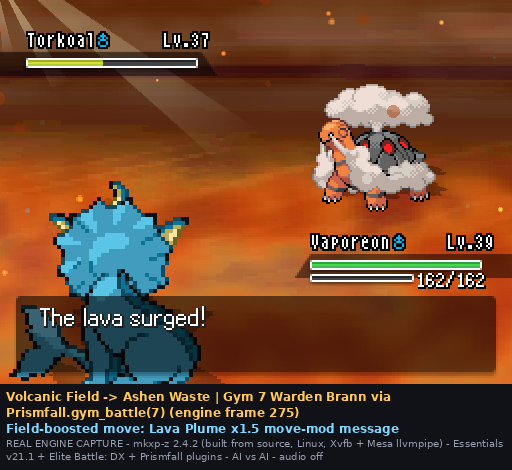 Torkoal♂ Lv.37
Vaporeon♂ Lv.39
162/162
The lava surged!
Volcanic Field -> Ashen Waste | Gym 7 Warden Brann via
Prismfall.gym_battle(7) (engine frame 275)
Field-boosted move: Lava Plume x1.5 move-mod message
REAL ENGINE CAPTURE - mkxp-z 2.4.2 (built from source, Linux, Xvfb + Mesa llvmpipe) - Essentials
v21.1 + Elite Battle: DX + Prismfall plugins - AI vs AI - audio off